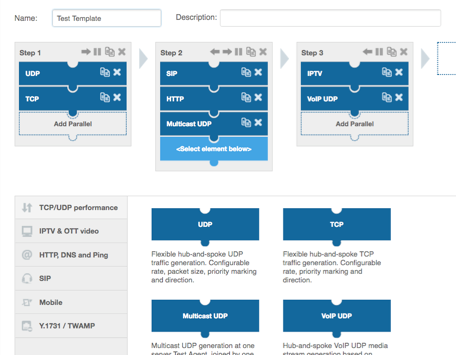 Name: Test Template Description:
Step 1 Step 2 Step 3
UDP SIP IPTV
TCP HTTP VoIP UDP
Add Parallel Multicast UDP Add Parallel
<Select element below>
TCP/UDP performance
IPTV & OTT video
HTTP, DNS and Ping
SIP
Mobile
Y.1731 / TWAMP
UDP TCP
Flexible hub-and-spoke UDP
traffic generation. Configurable
rate, packet size, priority marking
and direction.
Flexible hub-and-spoke TCP
traffic generation. Configurable
rate, priority marking and
direction.
Multicast UDP VoIP UDP
Multicast UDP generation at one
server Test Agent, joined by one
Hub-and-spoke VoIP UDP media
stream generation based on